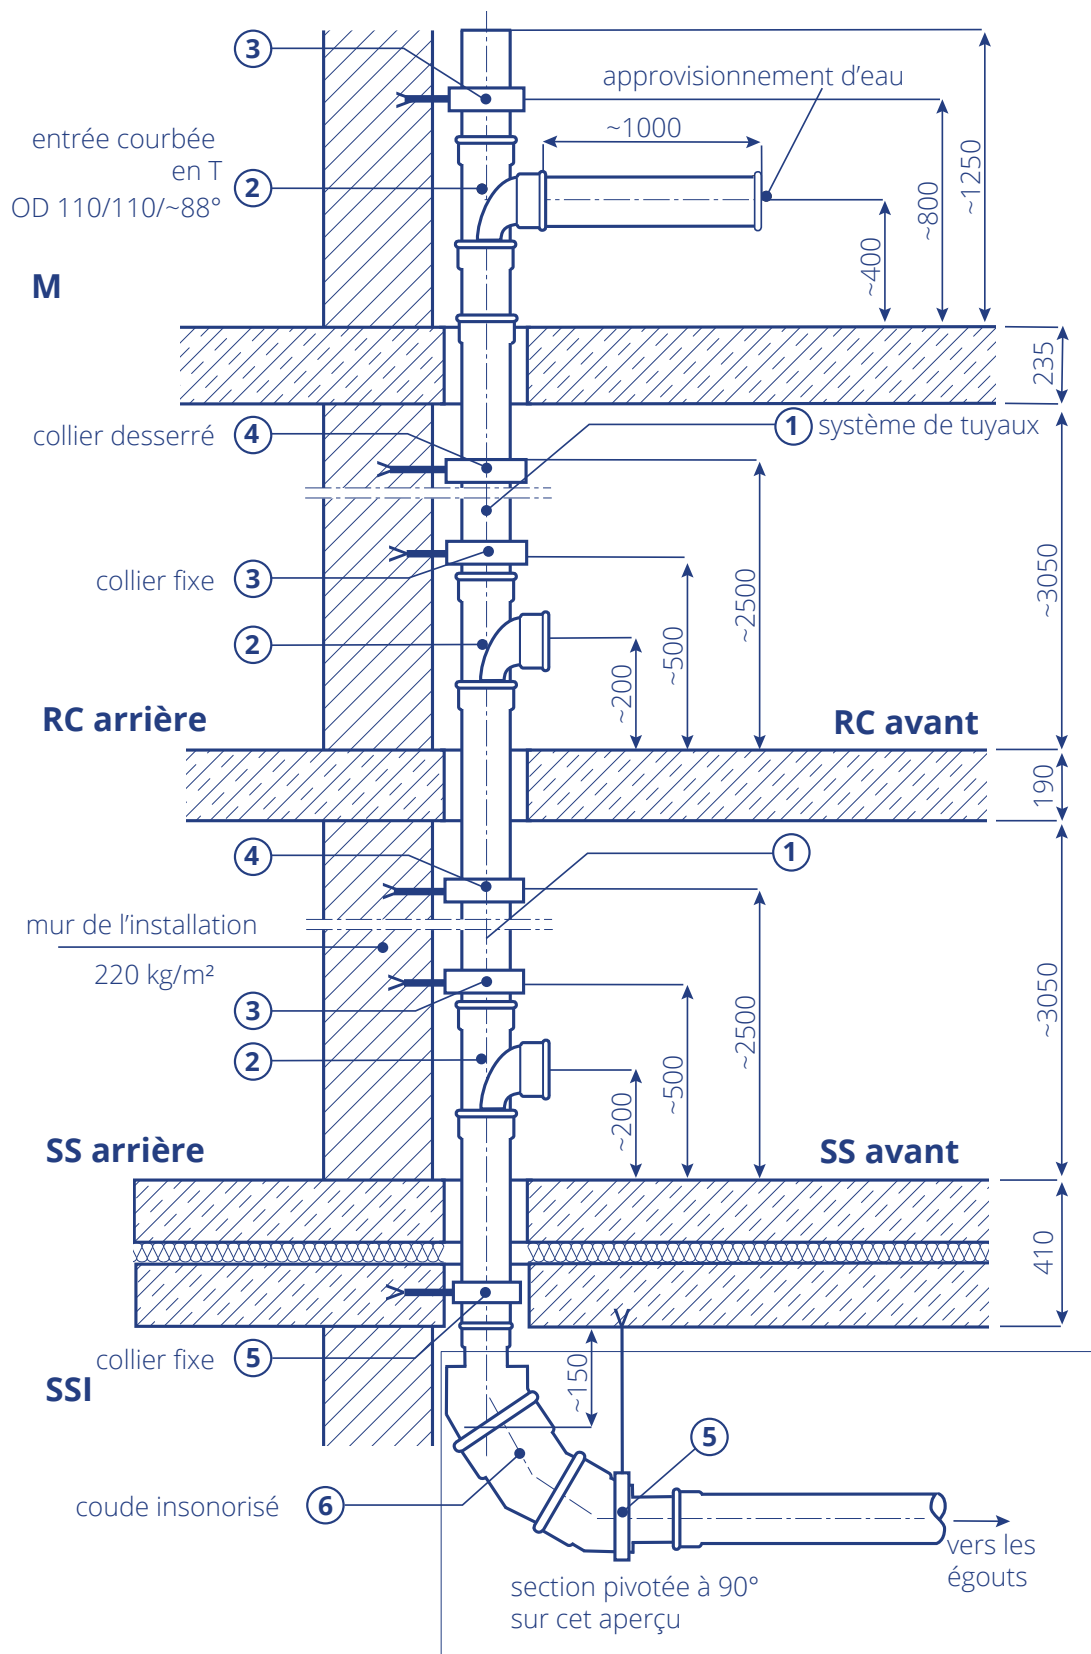 3
approvisionnement d'eau
~1000
entrée courbée
en T
OD 110/110/~88°
2
~1250
~800
~400
M
235
collier desserré
4
1
système de tuyaux
collier fixe
3
2
~200
~500
~2500
~3050
RC arrière
RC avant
190
4
1
mur de l'installation
220 kg/m²
3
2
~200
~500
~2500
~3050
SS arrière
SS avant
410
collier fixe
5
SSI
~150
5
coude insonorisé
6
vers les
égouts
section pivotée à 90°
sur cet aperçu